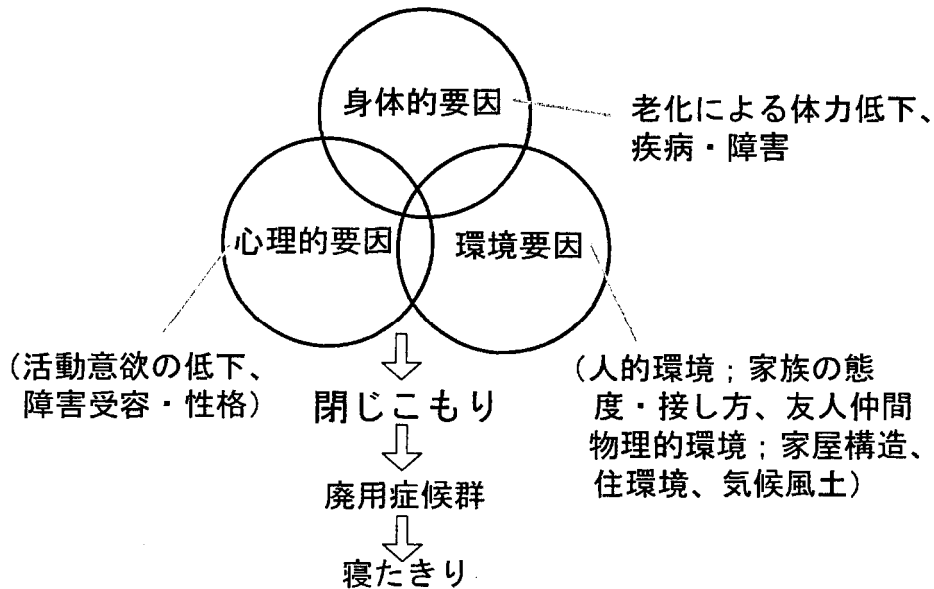 身体的要因
老化による体力低下、
疾病・障害
心理的要因
環境要因
(活動意欲の低下、
障害受容・性格)
(人的環境；家族の態
度・接し方、友人仲間
物理的環境；家屋構造、
住環境、気候風土)
閉じこもり
廃用症候群
寝たきり